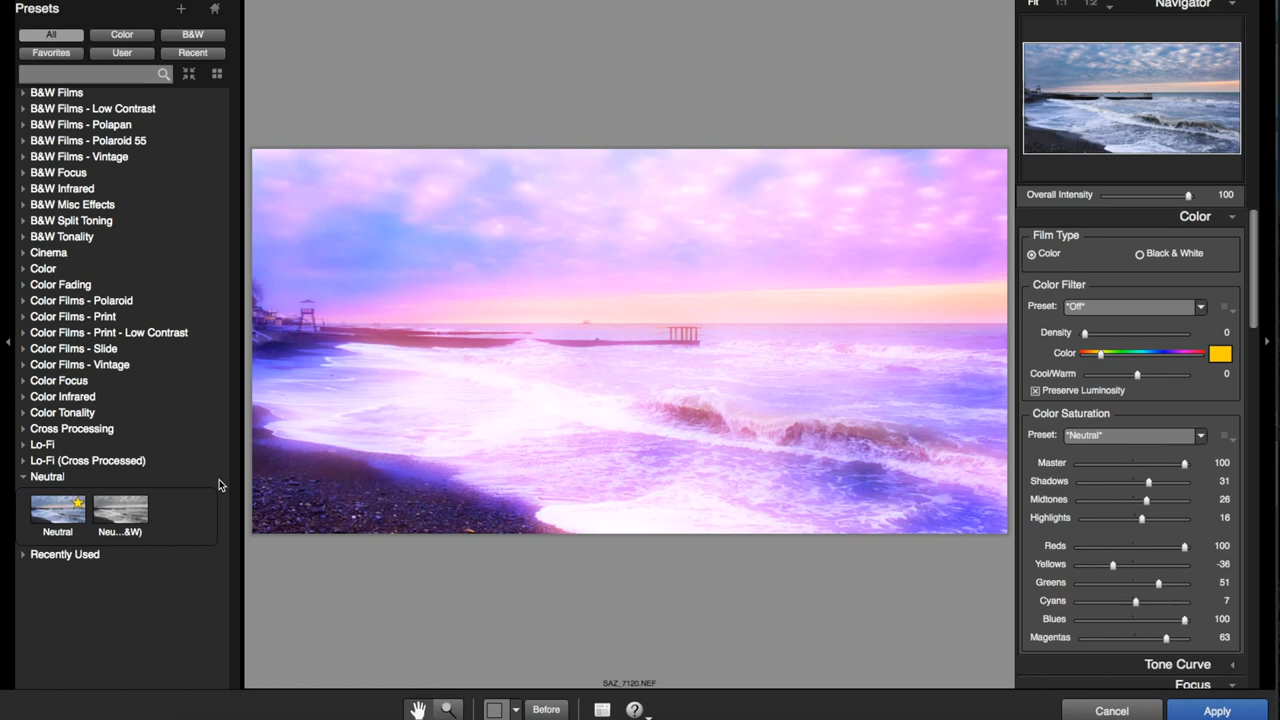 Presets
All Color B&W
Favorites User Recent
B&W Films
B&W Films - Low Contrast
B&W Films - Polapan
B&W Films - Polaroid 55
B&W Films - Vintage
B&W Focus
B&W Infrared
B&W Misc Effects
B&W Split Toning
B&W Tonality
Cinema
Color
Color Fading
Color Films - Polaroid
Color Films - Print
Color Films - Print - Low Contrast
Color Films - Slide
Color Films - Vintage
Color Focus
Color Infrared
Color Tonality
Cross Processing
Lo-Fi
Lo-Fi (Cross Processed)
Neutral
Neutral Neu...&W)
Recently Used
SAZ_7120.NEF
Before
Fit 1:1 1:2 Navigator
Overall Intensity 100
Color
Film Type
Color Black & White
Color Filter
Preset: *Off*
Density 0
Color
Cool/Warm 0
Preserve Luminosity
Color Saturation
Preset: *Neutral*
Master 100
Shadows 31
Midtones 26
Highlights 16
Reds 100
Yellows -36
Greens 51
Cyans 7
Blues 100
Magentas 63
Tone Curve
Focus
Cancel Apply